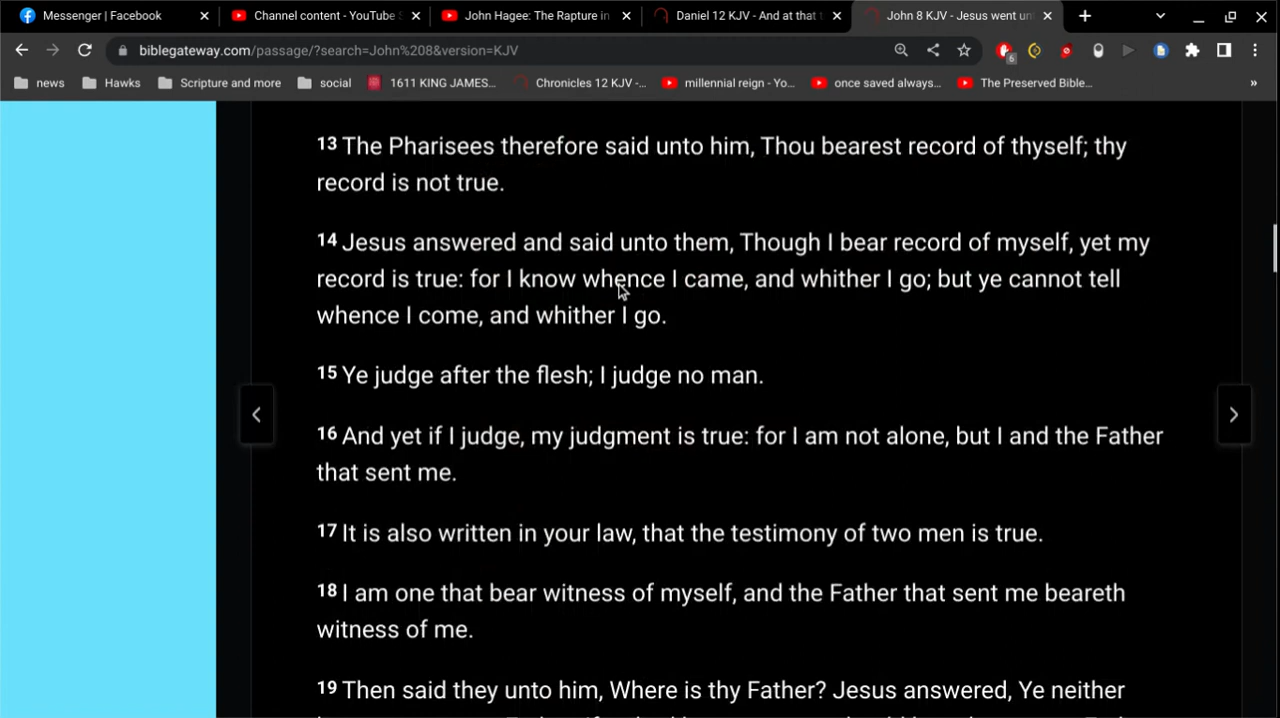 Messenger | Facebook
Channel content - YouTube S
John Hagee: The Rapture in
Daniel 12 KJV - And at that t
John 8 KJV - Jesus went un
biblegateway.com/passage/?search=John%208&version=KJV
6
news
Hawks
Scripture and more
social
1611 KING JAMES...
Chronicles 12 KJV -...
millennial reign - Yo...
once saved always...
The Preserved Bible...
»
13 The Pharisees therefore said unto him, Thou bearest record of thyself; thy
record is not true.
14 Jesus answered and said unto them, Though I bear record of myself, yet my
record is true: for I know whence I came, and whither I go; but ye cannot tell
whence I come, and whither I go.
15 Ye judge after the flesh; I judge no man.
16 And yet if I judge, my judgment is true: for I am not alone, but I and the Father
that sent me.
17 It is also written in your law, that the testimony of two men is true.
18 I am one that bear witness of myself, and the Father that sent me beareth
witness of me.
19 Then said they unto him, Where is thy Father? Jesus answered, Ye neither